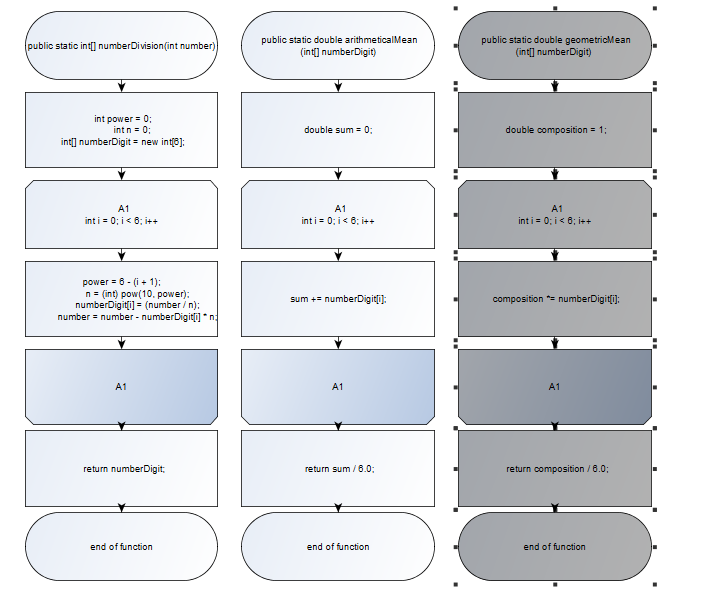 public static int[] numberDivision(int number)
int power = 0;
int n = 0;
int[] numberDigit = new int[6];
A1
int i = 0; i < 6; i++
power = 6 - (i + 1);
n = (int) pow(10, power);
numberDigit[i] = (number / n);
number = number - numberDigit[i] * n;
A1
return numberDigit;
end of function
public static double arithmeticalMean
(int[] numberDigit)
double sum = 0;
A1
int i = 0; i < 6; i++
sum += numberDigit[i];
A1
return sum / 6.0;
end of function
public static double geometricMean
(int[] numberDigit)
double composition = 1;
A1
int i = 0; i < 6; i++
composition *= numberDigit[i];
A1
return composition / 6.0;
end of function